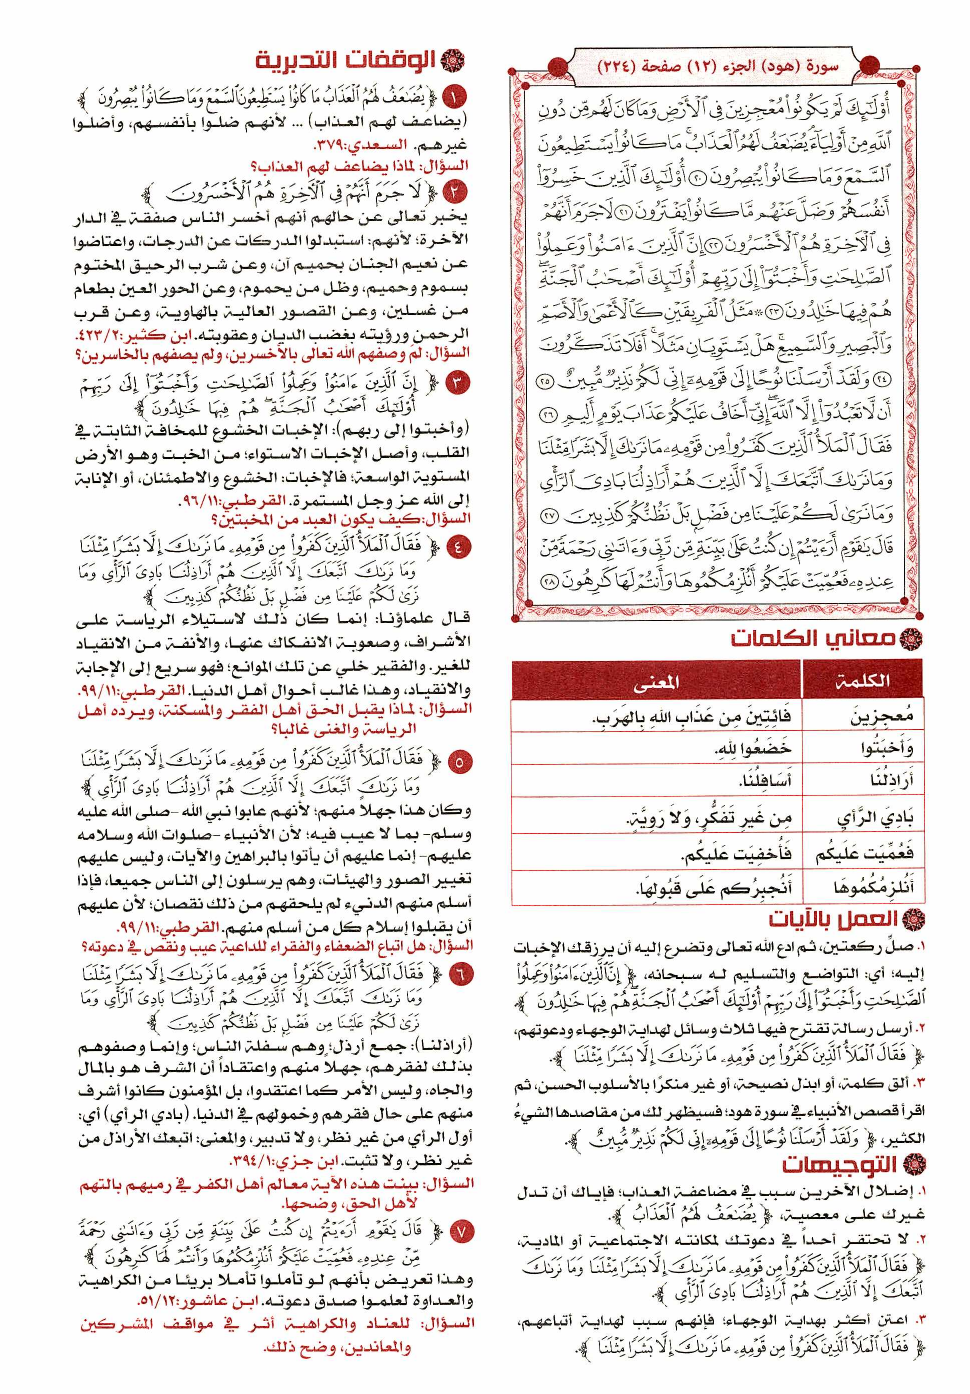 سورة (هود) الجزء (١٢) صفحة (٢٢٤)
أُوْلَٰٓئِكَ لَمْ يَكُونُوا۟ مُعْجِزِينَ فِى ٱلْأَرْضِ وَمَا كَانَ لَهُم مِّن دُونِ
ٱللَّهِ مِنْ أَوْلِيَآءَ ۘ يُضَٰعَفُ لَهُمُ ٱلْعَذَابُ ۚ مَا كَانُوا۟ يَسْتَطِيعُونَ
ٱلسَّمْعَ وَمَا كَانُوا۟ يُبْصِرُونَ ٢٠ أُوْلَٰٓئِكَ ٱلَّذِينَ خَسِرُوٓا۟
أَنفُسَهُمْ وَضَلَّ عَنْهُم مَّا كَانُوا۟ يَفْتَرُونَ ٢١ لَا جَرَمَ أَنَّهُمْ
فِى ٱلْءَاخِرَةِ هُمُ ٱلْأَخْسَرُونَ ٢٢ إِنَّ ٱلَّذِينَ ءَامَنُوا۟ وَعَمِلُوا۟
ٱلصَّٰلِحَٰتِ وَأَخْبَتُوٓا۟ إِلَىٰ رَبِّهِمْ أُوْلَٰٓئِكَ أَصْحَٰبُ ٱلْجَنَّةِ ۖ
هُمْ فِيهَا خَٰلِدُونَ ٢٣ ۞ مَثَلُ ٱلْفَرِيقَيْنِ كَٱلْأَعْمَىٰ وَٱلْأَصَمِّ
وَٱلْبَصِيرِ وَٱلسَّمِيعِ ۚ هَلْ يَسْتَوِيَانِ مَثَلًا ۚ أَفَلَا تَذَكَّرُونَ
٢٤ وَلَقَدْ أَرْسَلْنَا نُوحًا إِلَىٰ قَوْمِهِۦٓ إِنِّى لَكُمْ نَذِيرٌ مُّبِينٌ ٢٥
أَن لَّا تَعْبُدُوٓا۟ إِلَّا ٱللَّهَ ۖ إِنِّىٓ أَخَافُ عَلَيْكُمْ عَذَابَ يَوْمٍ أَلِيمٍ ٢٦
فَقَالَ ٱلْمَلَأُ ٱلَّذِينَ كَفَرُوا۟ مِن قَوْمِهِۦ مَا نَرَىٰكَ إِلَّا بَشَرًا مِّثْلَنَا
وَمَا نَرَىٰكَ ٱتَّبَعَكَ إِلَّا ٱلَّذِينَ هُمْ أَرَاذِلُنَا بَادِىَ ٱلرَّأْىِ
وَمَا نَرَىٰ لَكُمْ عَلَيْنَا مِن فَضْلٍۭ بَلْ نَظُنُّكُمْ كَٰذِبِينَ ٢٧
قَالَ يَٰقَوْمِ أَرَءَيْتُمْ إِن كُنتُ عَلَىٰ بَيِّنَةٍ مِّن رَّبِّى وَءَاتَىٰنِى رَحْمَةً مِّنْ
عِندِهِۦ فَعُمِّيَتْ عَلَيْكُمْ أَنُلْزِمُكُمُوهَا وَأَنتُمْ لَهَا كَٰرِهُونَ ٢٨
معاني الكلمات
الكلمة المعنى
مُعجِزِينَ فَائِتِينَ مِن عَذَابِ اللهِ بِالهَرَبِ.
وَأَخبَتُوا خَضَعُوا لِلهِ.
أَرَاذِلُنَا أَسَافِلُنَا.
بَادِيَ الرَّأيِ مِن غَيرِ تَفَكُّرٍ، وَلاَ رَوِيَّةٍ.
فَعُمِّيَت عَلَيكُم فَأُخفِيَت عَلَيكُم.
أَنُلزِمُكُمُوهَا أَنُجبِرُكُم عَلَى قَبُولِهَا.
العمل بالآيات
١. صلِّ ركعتين، ثم ادع الله تعالى وتضرع إليه أن يرزقك الإخبات
إليه؛ أي: التواضع والتسليم له سبحانه، ﴿ إِنَّ ٱلَّذِينَ ءَامَنُوا۟ وَعَمِلُوا۟
ٱلصَّٰلِحَٰتِ وَأَخْبَتُوٓا۟ إِلَىٰ رَبِّهِمْ أُوْلَٰٓئِكَ أَصْحَٰبُ ٱلْجَنَّةِ ۖ هُمْ فِيهَا خَٰلِدُونَ ﴾.
٢. أرسل رسالة تقترح فيها ثلاث وسائل لهداية الوجهاء ودعوتهم،
﴿ فَقَالَ ٱلْمَلَأُ ٱلَّذِينَ كَفَرُوا۟ مِن قَوْمِهِۦ مَا نَرَىٰكَ إِلَّا بَشَرًا مِّثْلَنَا ﴾.
٣. ألق كلمة، أو ابذل نصيحة، أو غير منكرًا بالأسلوب الحسن، ثم
اقرأ قصص الأنبياء في سورة هود؛ فسيظهر لك من مقاصدها الشيءُ
الكثير، ﴿ وَلَقَدْ أَرْسَلْنَا نُوحًا إِلَىٰ قَوْمِهِۦٓ إِنِّى لَكُمْ نَذِيرٌ مُّبِينٌ ﴾.
التوجيهات
١. إضلال الآخرين سبب في مضاعفة العذاب؛ فإياك أن تدل
غيرك على معصية، ﴿ يُضَٰعَفُ لَهُمُ ٱلْعَذَابُ ﴾.
٢. لا تحتقر أحداً في دعوتك لمكانته الاجتماعية أو المادية،
﴿ فَقَالَ ٱلْمَلَأُ ٱلَّذِينَ كَفَرُوا۟ مِن قَوْمِهِۦ مَا نَرَىٰكَ إِلَّا بَشَرًا مِّثْلَنَا وَمَا نَرَىٰكَ
ٱتَّبَعَكَ إِلَّا ٱلَّذِينَ هُمْ أَرَاذِلُنَا بَادِىَ ٱلرَّأْىِ ﴾.
٣. اعتن أكثر بهداية الوجهاء؛ فإنهم سبب لهداية أتباعهم،
﴿ فَقَالَ ٱلْمَلَأُ ٱلَّذِينَ كَفَرُوا۟ مِن قَوْمِهِۦ مَا نَرَىٰكَ إِلَّا بَشَرًا مِّثْلَنَا ﴾.
الوقفات التدبرية
١ ﴿ يُضَٰعَفُ لَهُمُ ٱلْعَذَابُ مَا كَانُوا۟ يَسْتَطِيعُونَ ٱلسَّمْعَ وَمَا كَانُوا۟ يُبْصِرُونَ ﴾
(يضاعف لهم العذاب) ... لأنهم ضلوا بأنفسهم، وأضلوا
غيرهم. السعدي:٣٧٩.
السؤال: لماذا يضاعف لهم العذاب؟
٢ ﴿ لَا جَرَمَ أَنَّهُمْ فِى ٱلْءَاخِرَةِ هُمُ ٱلْأَخْسَرُونَ ﴾
يخبر تعالى عن حالهم أنهم أخسر الناس صفقة في الدار
الآخرة؛ لأنهم: استبدلوا الدركات عن الدرجات، واعتاضوا
عن نعيم الجنان بحميم آن، وعن شرب الرحيق المختوم
بسموم وحميم، وظل من يحموم، وعن الحور العين بطعام
من غسلين، وعن القصور العالية بالهاوية، وعن قرب
الرحمن ورؤيته بغضب الديان وعقوبته. ابن كثير:٤٢٣/٢.
السؤال: لم وصفهم الله تعالى بالأخسرين، ولم يصفهم بالخاسرين؟
٣ ﴿ إِنَّ ٱلَّذِينَ ءَامَنُوا۟ وَعَمِلُوا۟ ٱلصَّٰلِحَٰتِ وَأَخْبَتُوٓا۟ إِلَىٰ رَبِّهِمْ
أُوْلَٰٓئِكَ أَصْحَٰبُ ٱلْجَنَّةِ ۖ هُمْ فِيهَا خَٰلِدُونَ ﴾
(وأخبتوا إلى ربهم): الإخبات الخشوع للمخافة الثابتة في
القلب، وأصل الإخبات الاستواء؛ من الخبت وهو الأرض
المستوية الواسعة؛ فالإخبات: الخشوع والاطمئنان، أو الإنابة
إلى الله عز وجل المستمرة. القرطبي:٩٦/١١.
السؤال:كيف يكون العبد من المخبتين؟
٤ ﴿ فَقَالَ ٱلْمَلَأُ ٱلَّذِينَ كَفَرُوا۟ مِن قَوْمِهِۦ مَا نَرَىٰكَ إِلَّا بَشَرًا مِّثْلَنَا
وَمَا نَرَىٰكَ ٱتَّبَعَكَ إِلَّا ٱلَّذِينَ هُمْ أَرَاذِلُنَا بَادِىَ ٱلرَّأْىِ وَمَا
نَرَىٰ لَكُمْ عَلَيْنَا مِن فَضْلٍۭ بَلْ نَظُنُّكُمْ كَٰذِبِينَ ﴾
قال علماؤنا: إنما كان ذلك لاستيلاء الرياسة على
الأشراف، وصعوبة الانفكاك عنها، والأنفة من الانقياد
للغير. والفقير خلي عن تلك الموانع؛ فهو سريع إلى الإجابة
والانقياد، وهذا غالب أحوال أهل الدنيا. القرطبي:٩٩/١١.
السؤال: لماذا يقبل الحق أهل الفقر والمسكنة، ويرده أهل
الرياسة والغنى غالبا؟
٥ ﴿ فَقَالَ ٱلْمَلَأُ ٱلَّذِينَ كَفَرُوا۟ مِن قَوْمِهِۦ مَا نَرَىٰكَ إِلَّا بَشَرًا مِّثْلَنَا
وَمَا نَرَىٰكَ ٱتَّبَعَكَ إِلَّا ٱلَّذِينَ هُمْ أَرَاذِلُنَا بَادِىَ ٱلرَّأْىِ ﴾
وكان هذا جهلاً منهم؛ لأنهم عابوا نبي الله -صلى الله عليه
وسلم- بما لا عيب فيه؛ لأن الأنبياء -صلوات الله وسلامه
عليهم- إنما عليهم أن يأتوا بالبراهين والآيات، وليس عليهم
تغيير الصور والهيئات، وهم يرسلون إلى الناس جميعا، فإذا
أسلم منهم الدنيء لم يلحقهم من ذلك نقصان؛ لأن عليهم
أن يقبلوا إسلام كل من أسلم منهم. القرطبي:٩٩/١١.
السؤال: هل اتباع الضعفاء والفقراء للداعية عيب ونقص في دعوته؟
٦ ﴿ فَقَالَ ٱلْمَلَأُ ٱلَّذِينَ كَفَرُوا۟ مِن قَوْمِهِۦ مَا نَرَىٰكَ إِلَّا بَشَرًا مِّثْلَنَا
وَمَا نَرَىٰكَ ٱتَّبَعَكَ إِلَّا ٱلَّذِينَ هُمْ أَرَاذِلُنَا بَادِىَ ٱلرَّأْىِ وَمَا
نَرَىٰ لَكُمْ عَلَيْنَا مِن فَضْلٍۭ بَلْ نَظُنُّكُمْ كَٰذِبِينَ ﴾
(أراذلنا): جمع أرذل؛ وهم سفلة الناس؛ وإنما وصفوهم
بذلك لفقرهم، جهلاً منهم واعتقاداً أن الشرف هو بالمال
والجاه، وليس الأمر كما اعتقدوا، بل المؤمنون كانوا أشرف
منهم على حال فقرهم وخمولهم في الدنيا. (بادي الرأي) أي:
أول الرأي من غير نظر، ولا تدبير، والمعنى: اتبعك الأراذل من
غير نظر، ولا تثبت. ابن جزي:٣٩٤/١.
السؤال: بينت هذه الآية معالم أهل الكفر في رميهم بالتهم
لأهل الحق، وضحها.
٧ ﴿ قَالَ يَٰقَوْمِ أَرَءَيْتُمْ إِن كُنتُ عَلَىٰ بَيِّنَةٍ مِّن رَّبِّى وَءَاتَىٰنِى رَحْمَةً
مِّنْ عِندِهِۦ فَعُمِّيَتْ عَلَيْكُمْ أَنُلْزِمُكُمُوهَا وَأَنتُمْ لَهَا كَٰرِهُونَ ﴾
وهذا تعريض بأنهم لو تأملوا تأملا بريئا من الكراهية
والعداوة لعلموا صدق دعوته. ابن عاشور:٥١/١٢.
السؤال: للعناد والكراهية أثر في مواقف المشركين
والمعاندين، وضح ذلك.